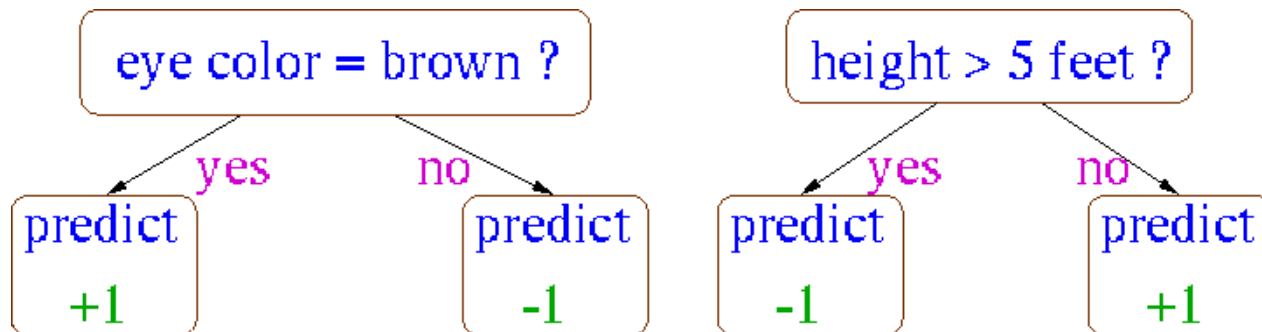 eye color = brown ?
yes
no
predict
+1
predict
-1
height > 5 feet ?
yes
no
predict
-1
predict
+1